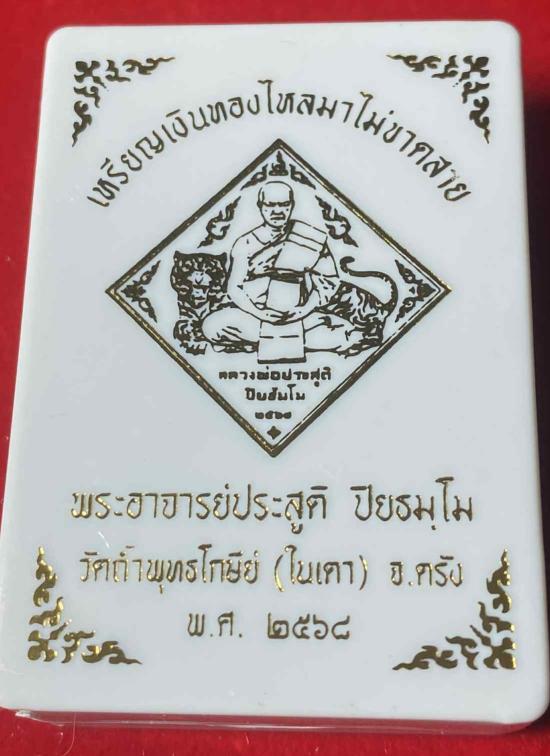 เหรียญเงินทองไหลมาไม่ขาดสาย
หลวงพ่อประสูติ
ปิยธมฺโม
๒๕๖๘
พระอาจารย์ประสูติ ปิยธมฺโม
วัดถ้ำพุทธโกษีย์ (ในเตา) จ.ตรัง
พ.ศ. ๒๕๖๘